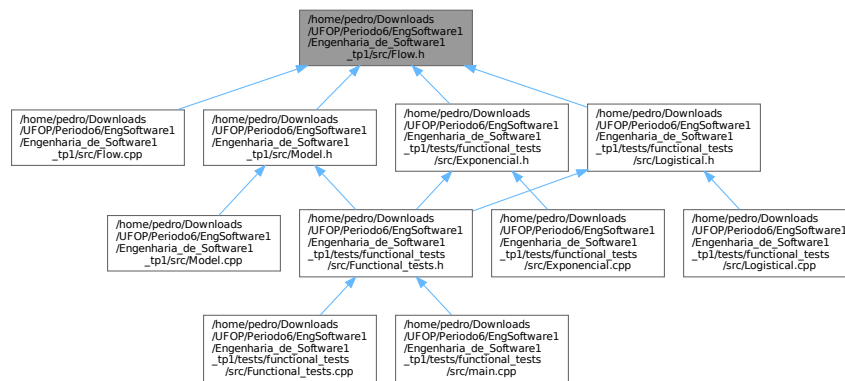 /home/pedro/Downloads
/UFOP/Periodo6/EngSoftware1
/Engenharia_de_Software1
_tp1/src/Flow.h
/home/pedro/Downloads
/UFOP/Periodo6/EngSoftware1
/Engenharia_de_Software1
_tp1/src/Flow.cpp
/home/pedro/Downloads
/UFOP/Periodo6/EngSoftware1
/Engenharia_de_Software1
_tp1/src/Model.h
/home/pedro/Downloads
/UFOP/Periodo6/EngSoftware1
/Engenharia_de_Software1
_tp1/tests/functional_tests
/src/Exponencial.h
/home/pedro/Downloads
/UFOP/Periodo6/EngSoftware1
/Engenharia_de_Software1
_tp1/tests/functional_tests
/src/Logistical.h
/home/pedro/Downloads
/UFOP/Periodo6/EngSoftware1
/Engenharia_de_Software1
_tp1/src/Model.cpp
/home/pedro/Downloads
/UFOP/Periodo6/EngSoftware1
/Engenharia_de_Software1
_tp1/tests/functional_tests
/src/Functional_tests.h
/home/pedro/Downloads
/UFOP/Periodo6/EngSoftware1
/Engenharia_de_Software1
_tp1/tests/functional_tests
/src/Exponencial.cpp
/home/pedro/Downloads
/UFOP/Periodo6/EngSoftware1
/Engenharia_de_Software1
_tp1/tests/functional_tests
/src/Logistical.cpp
/home/pedro/Downloads
/UFOP/Periodo6/EngSoftware1
/Engenharia_de_Software1
_tp1/tests/functional_tests
/src/Functional_tests.cpp
/home/pedro/Downloads
/UFOP/Periodo6/EngSoftware1
/Engenharia_de_Software1
_tp1/tests/functional_tests
/src/main.cpp